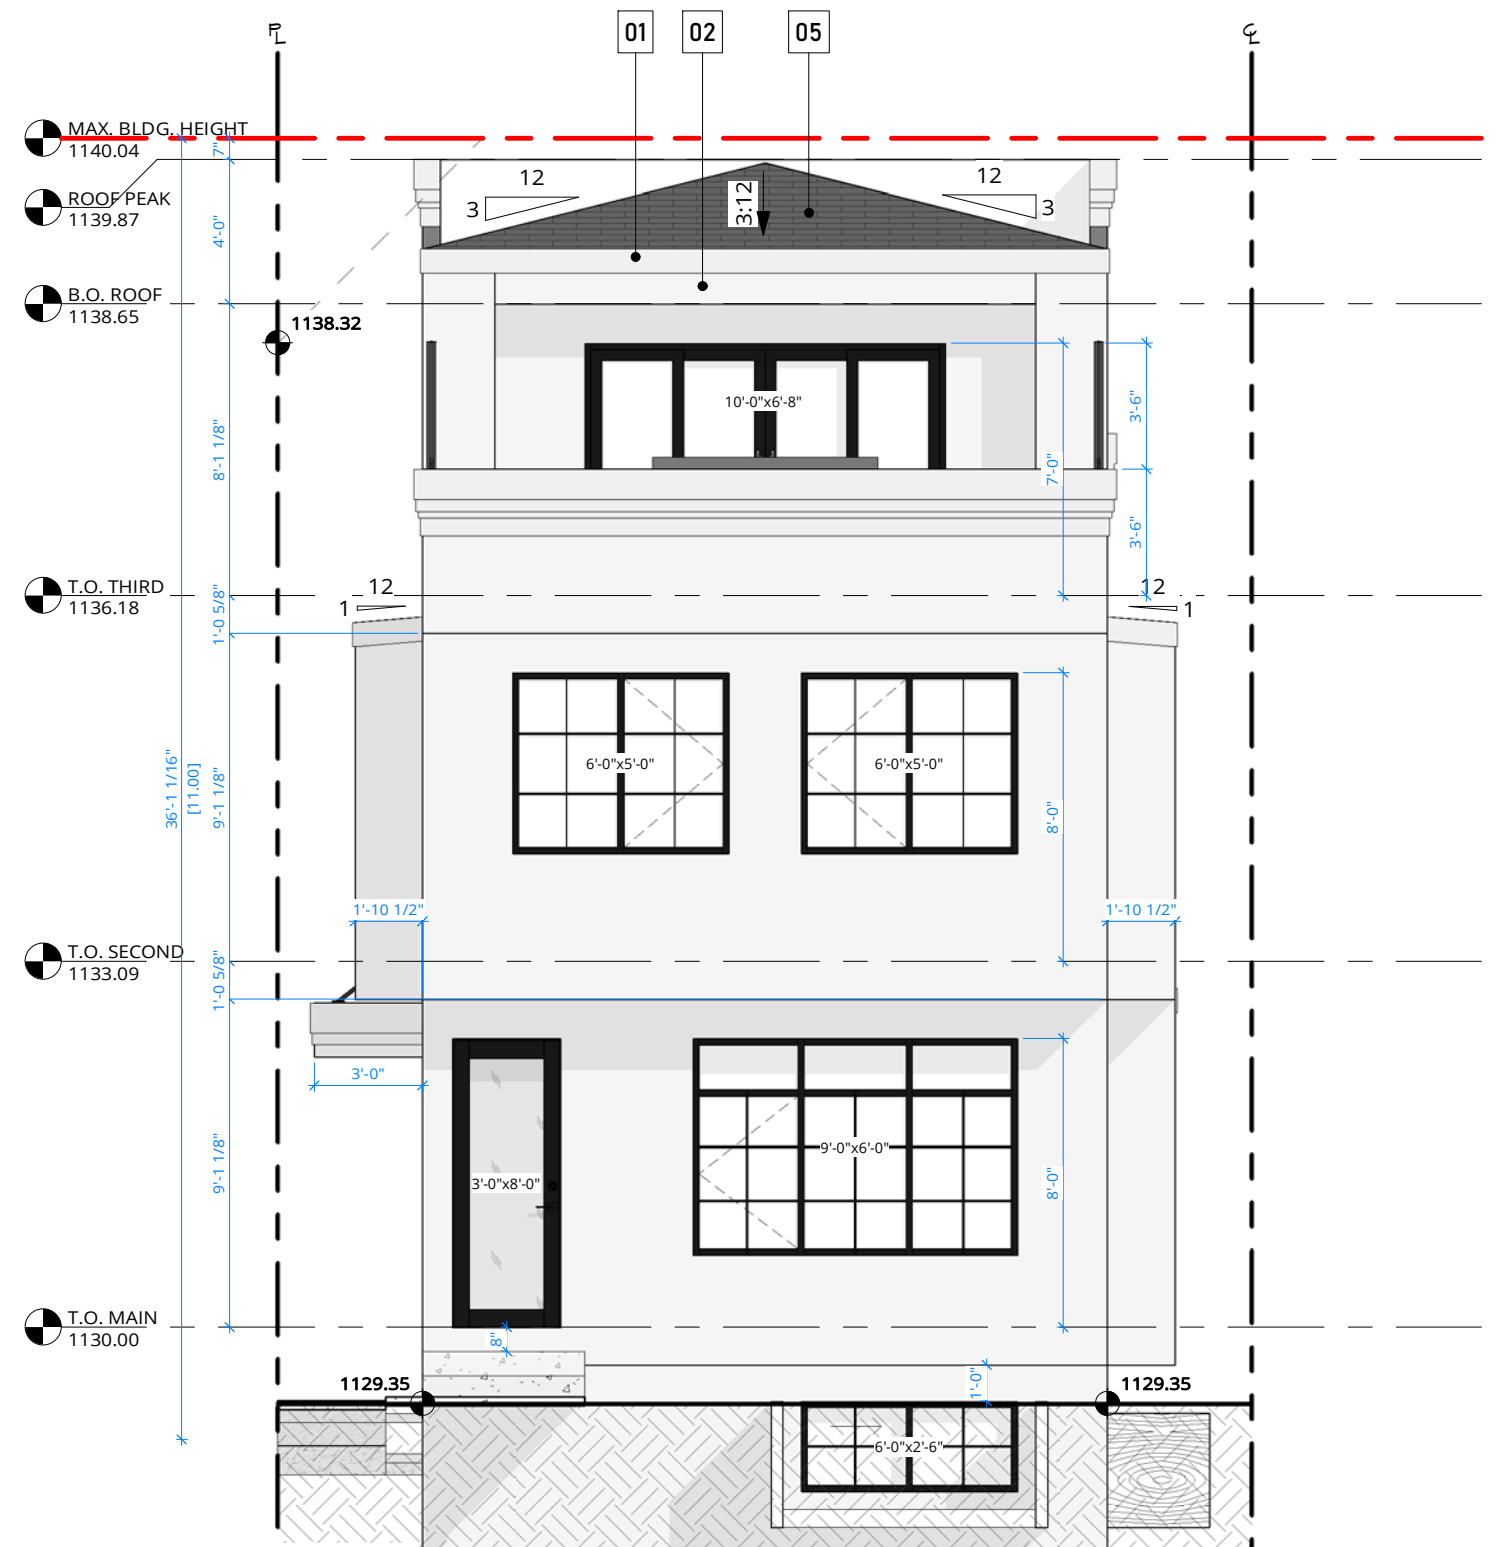 PL
01
02
05
CL
MAX. BLDG. HEIGHT
1140.04
7"
ROOF PEAK
1139.87
12
3
3:12
12
3
4'-0"
B.O. ROOF
1138.65
1138.32
10'-0"x6'-8"
8'-1 1/8"
7'-0"
3'-6"
3'-6"
T.O. THIRD
1136.18
12
1
12
1
1'-0 5/8"
6'-0"x5'-0"
6'-0"x5'-0"
36'-1 1/16"
[11.00]
9'-1 1/8"
8'-0"
1'-10 1/2"
1'-10 1/2"
T.O. SECOND
1133.09
1'-0 5/8"
3'-0"
9'-0"x6'-0"
3'-0"x8'-0"
9'-1 1/8"
8'-0"
T.O. MAIN
1130.00
8"
1129.35
1'-0"
1129.35
6'-0"x2'-6"